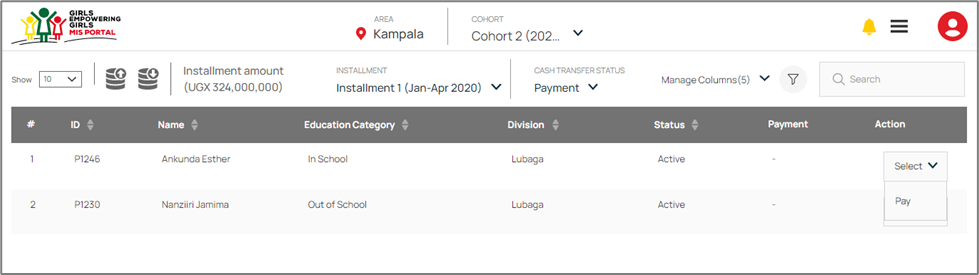 GIRLS
EMPOWERING
GIRLS
MIS PORTAL
AREA
Kampala
COHORT
Cohort 2 (202...
Show 10
Installment amount
(UGX 324,000,000)
INSTALLMENT
Installment 1 (Jan-Apr 2020)
CASH TRANSFER STATUS
Payment
Manage Columns(5)
Search
# ID Name Education Category Division Status Payment Action
1 P1246 Ankunda Esther In School Lubaga Active - Select
Pay
2 P1230 Nanziiri Jamima Out of School Lubaga Active -